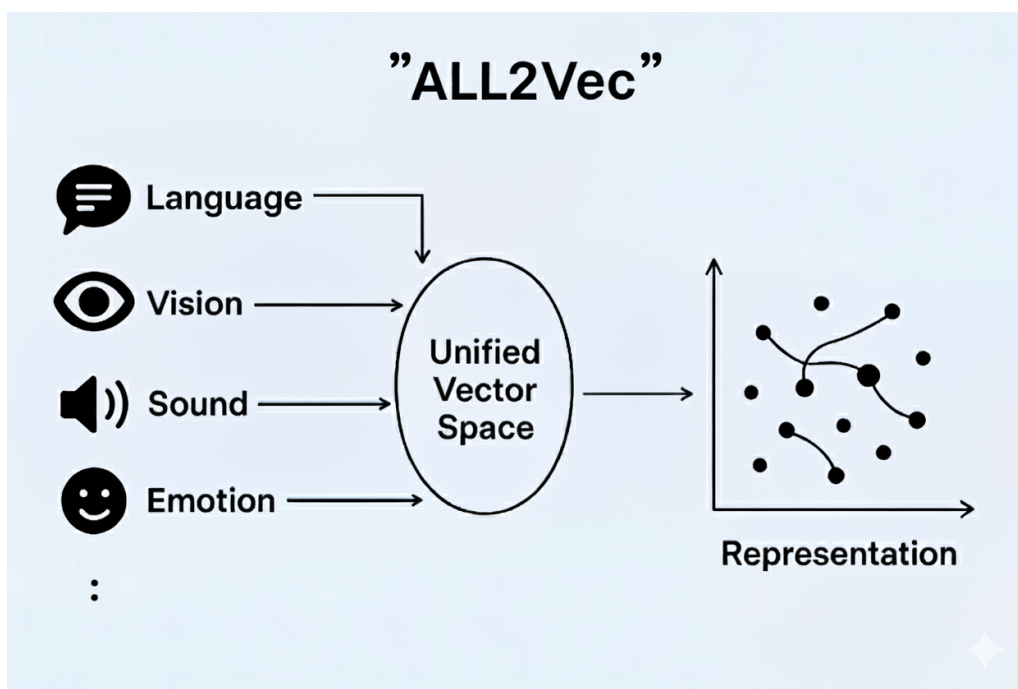 ”ALL2Vec”
Language
Vision
Sound
Emotion
:
Unified
Vector
Space
Representation